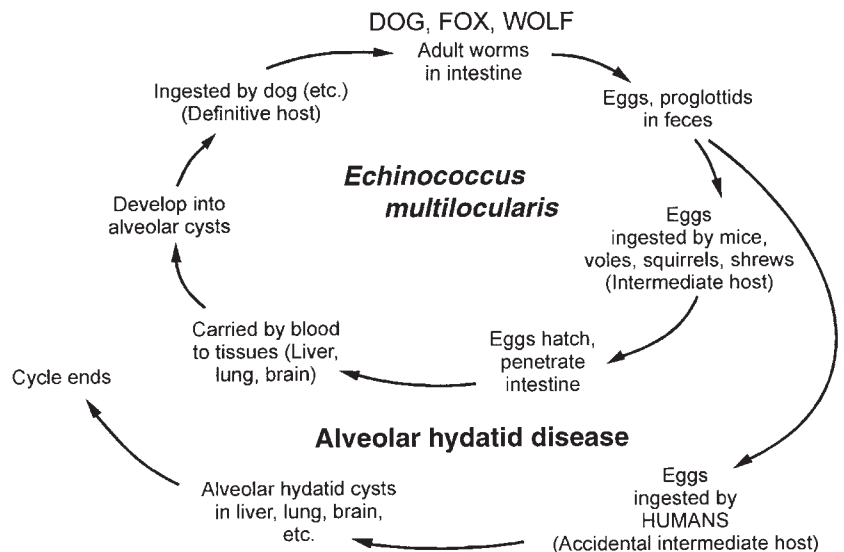 DOG, FOX, WOLF
Adult worms
in intestine
Eggs, proglottids
in feces
Eggs
ingested by mice,
voles, squirrels, shrews
(Intermediate host)
Eggs hatch,
penetrate
intestine
Carried by blood
to tissues (Liver,
lung, brain)
Develop into
alveolar cysts
Ingested by dog (etc.)
(Definitive host)
Echinococcus
multilocularis
Alveolar hydatid disease
Eggs
ingested by
HUMANS
(Accidental intermediate host)
Alveolar hydatid cysts
in liver, lung, brain,
etc.
Cycle ends